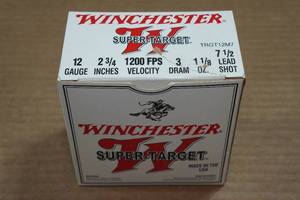 WINCHESTER
W
SUPER-TARGET
TRGT12M7
12 2 3/4 1200 FPS 3 1 1/8 7 1/2
GAUGE INCHES VELOCITY DRAM OZ. LEAD
SHOT
WINCHESTER
W
SUPER-TARGET
MADE IN THE
USA